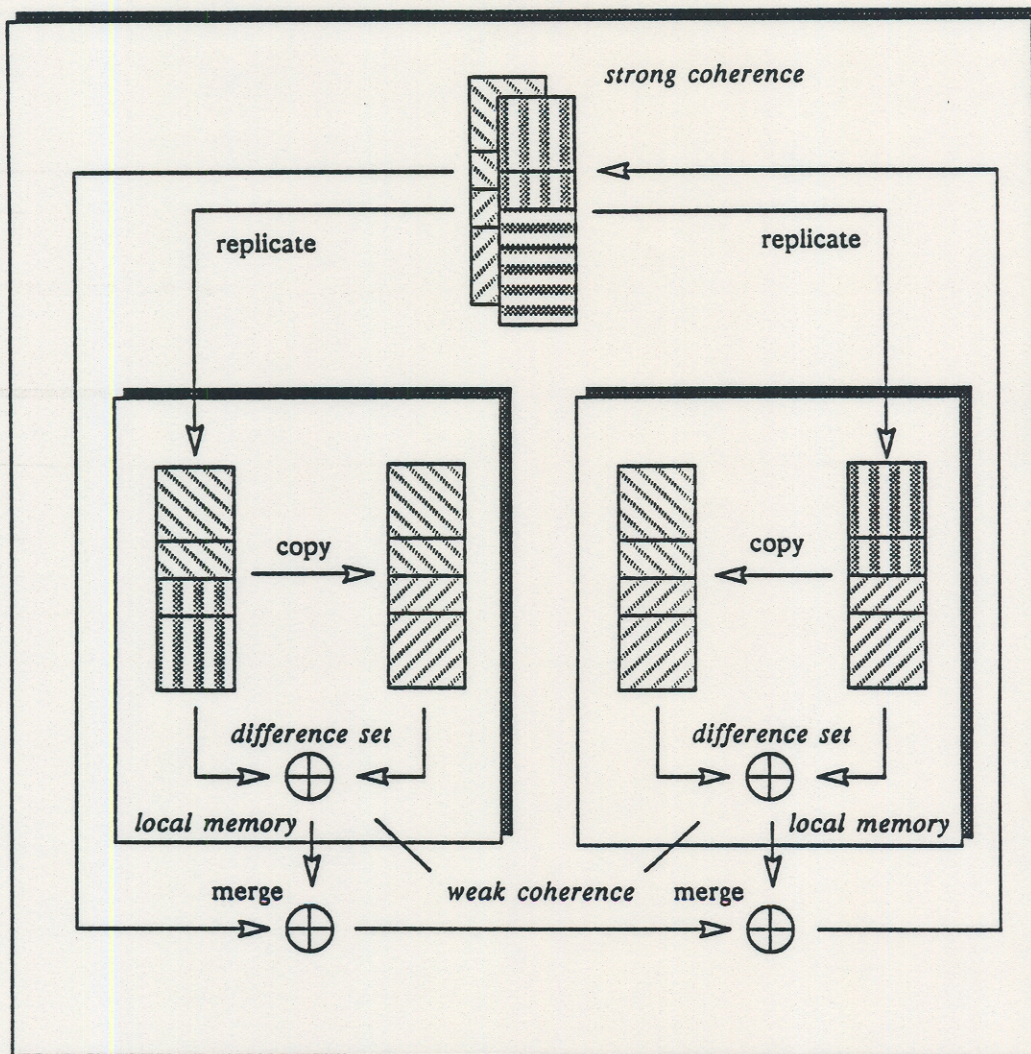 strong coherence
replicate
replicate
copy
copy
difference set
difference set
local memory
local memory
merge
weak coherence
merge